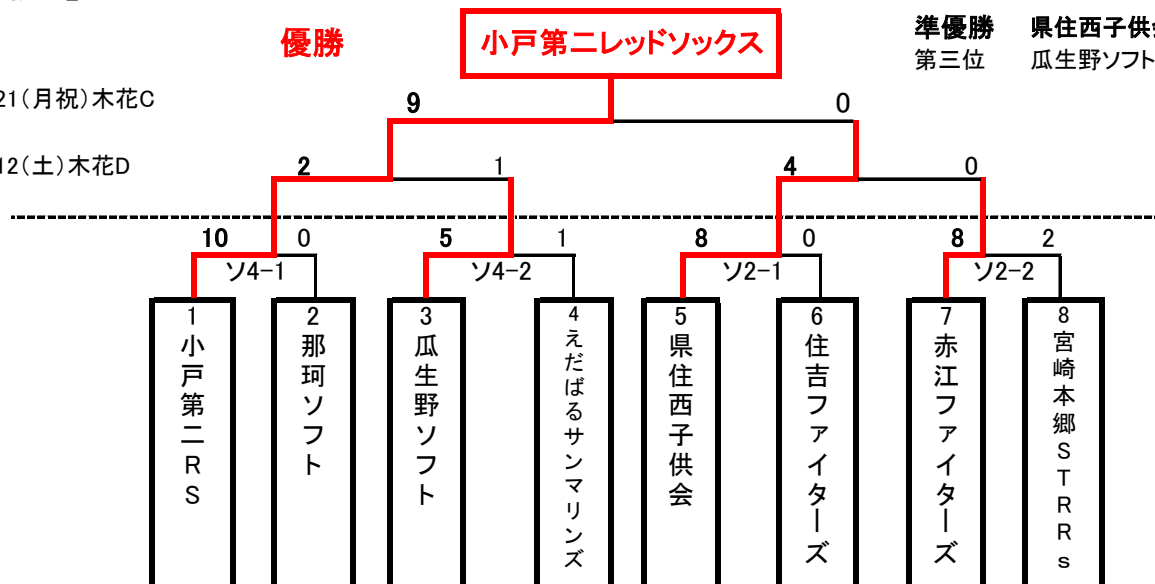 優勝
小戸第二レッドソックス
準優勝 県住西子供会
第三位 瓜生野ソフト
21(月祝)木花C
9 0
12(土)木花D
2 1 4 0
10 0 5 1 8 0 8 2
ソ4-1 ソ4-2 ソ2-1 ソ2-2
1 小戸第二RS
2 那珂ソフト
3 瓜生野ソフト
4 えだばるサンマリンズ
5 県住西子供会
6 住吉ファイターズ
7 赤江ファイターズ
8 宮崎本郷STRRs